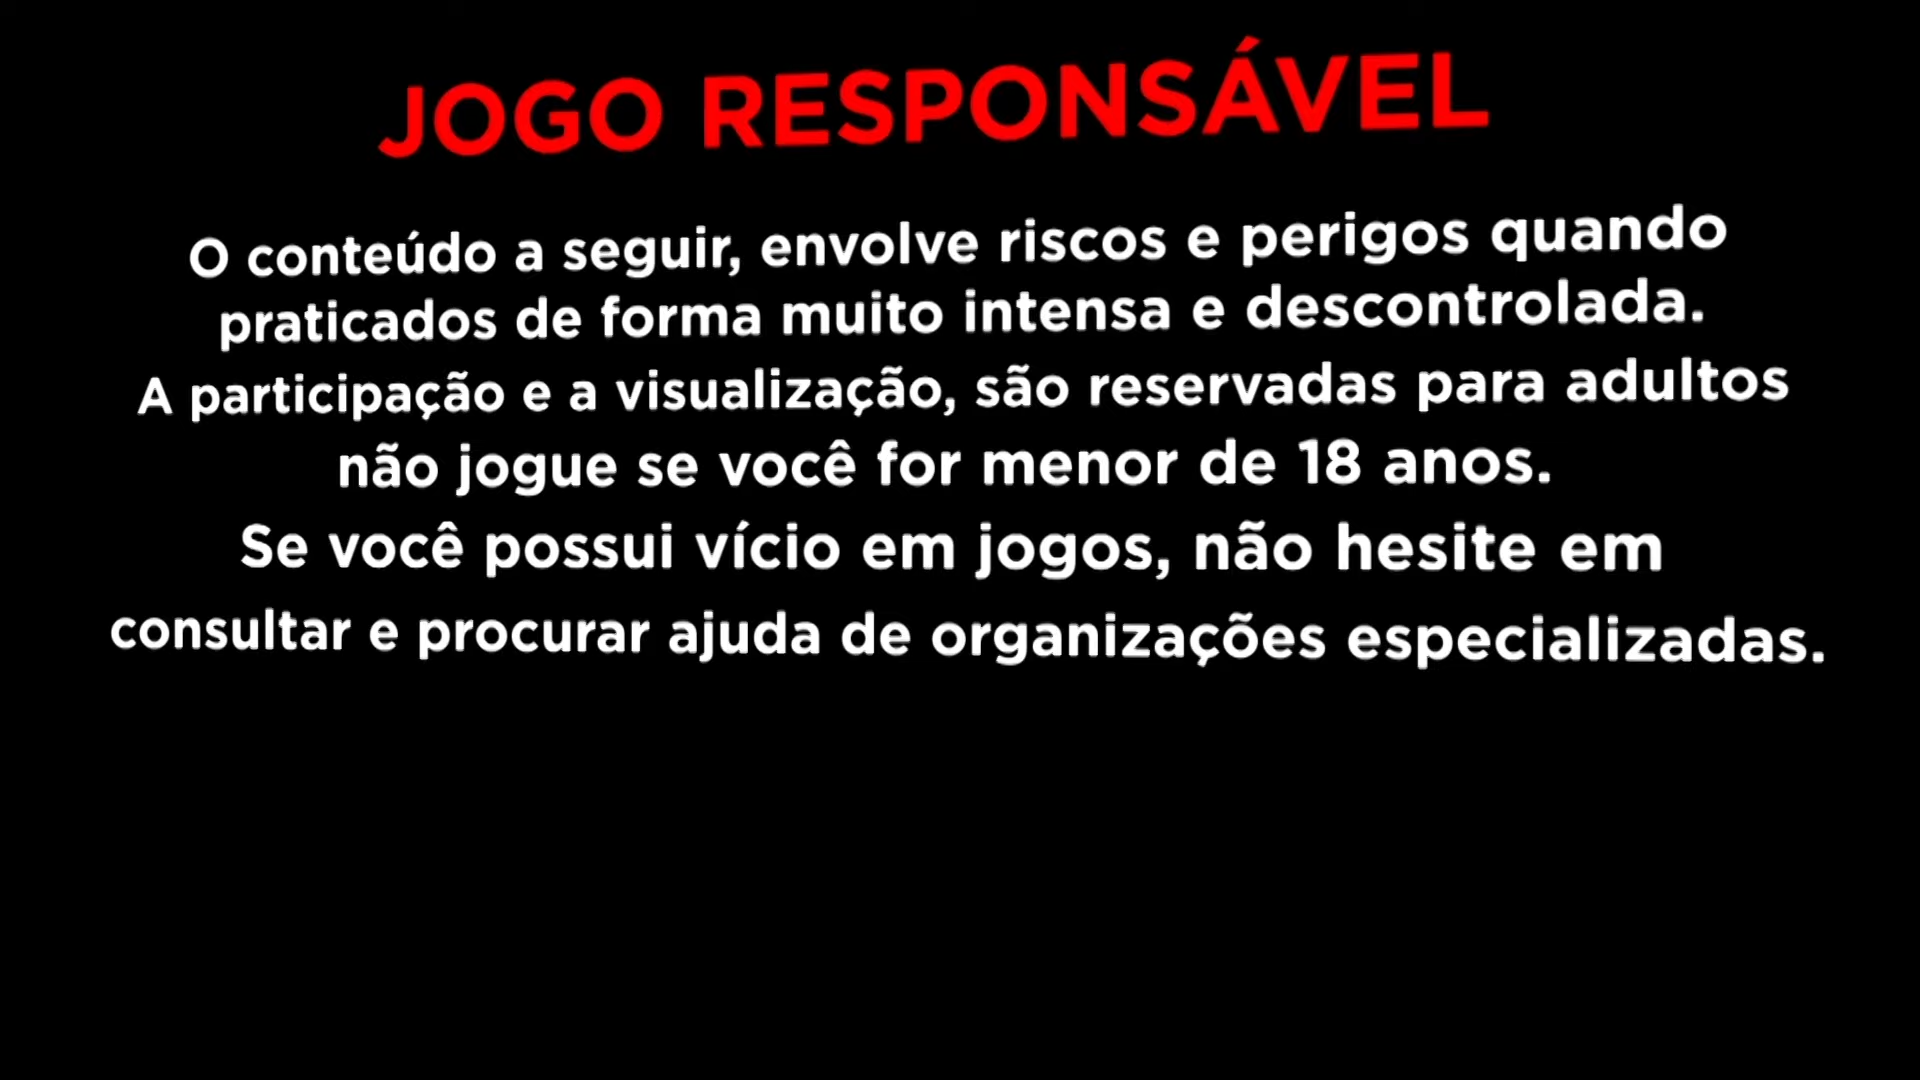 JOGO RESPONSÁVEL
O conteúdo a seguir, envolve riscos e perigos quando
praticados de forma muito intensa e descontrolada.
A participação e a visualização, são reservadas para adultos
não jogue se você for menor de 18 anos.
Se você possui vício em jogos, não hesite em
consultar e procurar ajuda de organizações especializadas.